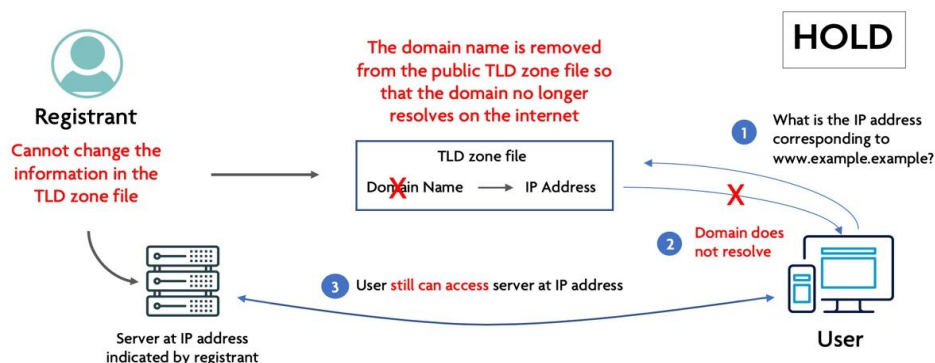 HOLD
The domain name is removed
from the public TLD zone file so
that the domain no longer
resolves on the internet
Registrant
Cannot change the
information in the
TLD zone file
TLD zone file
Domain Name
IP Address
1
What is the IP address
corresponding to
www.example.example?
X
X
2
Domain does
not resolve
3
User still can access server at IP address
Server at IP address
indicated by registrant
User